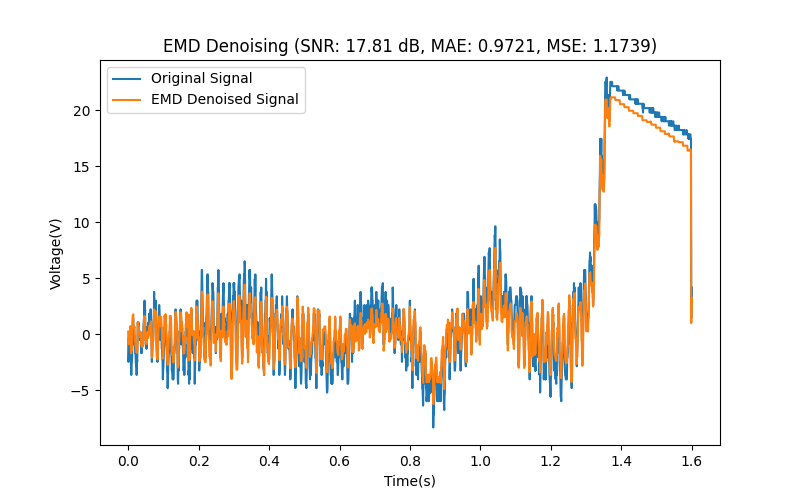 EMD Denoising (SNR: 17.81 dB, MAE: 0.9721, MSE: 1.1739)
Original Signal
EMD Denoised Signal
20
15
10
5
0
−5
Voltage(V)
0.0 0.2 0.4 0.6 0.8 1.0 1.2 1.4 1.6
Time(s)